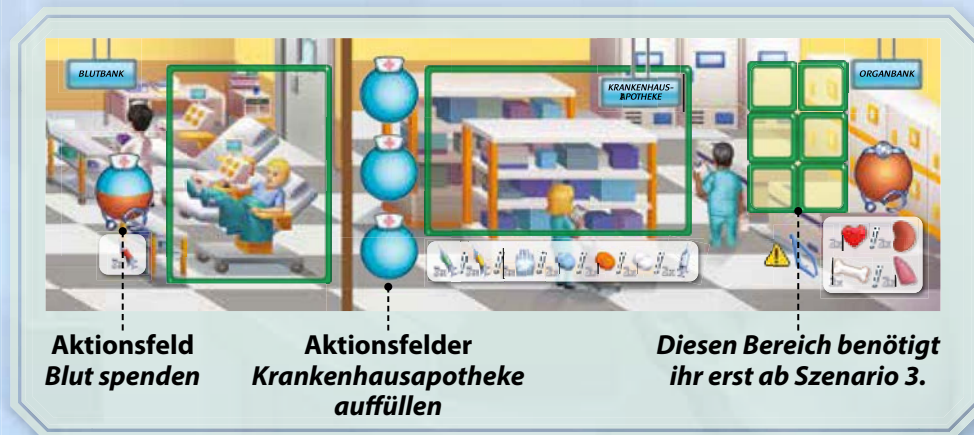 BLUTBANK
KRANKENHAUS-
APOTHEKE
ORGANBANK
Aktionsfeld
Blut spenden
Aktionsfelder
Krankenhausapotheke
auffüllen
Diesen Bereich benötigt
ihr erst ab Szenario 3.